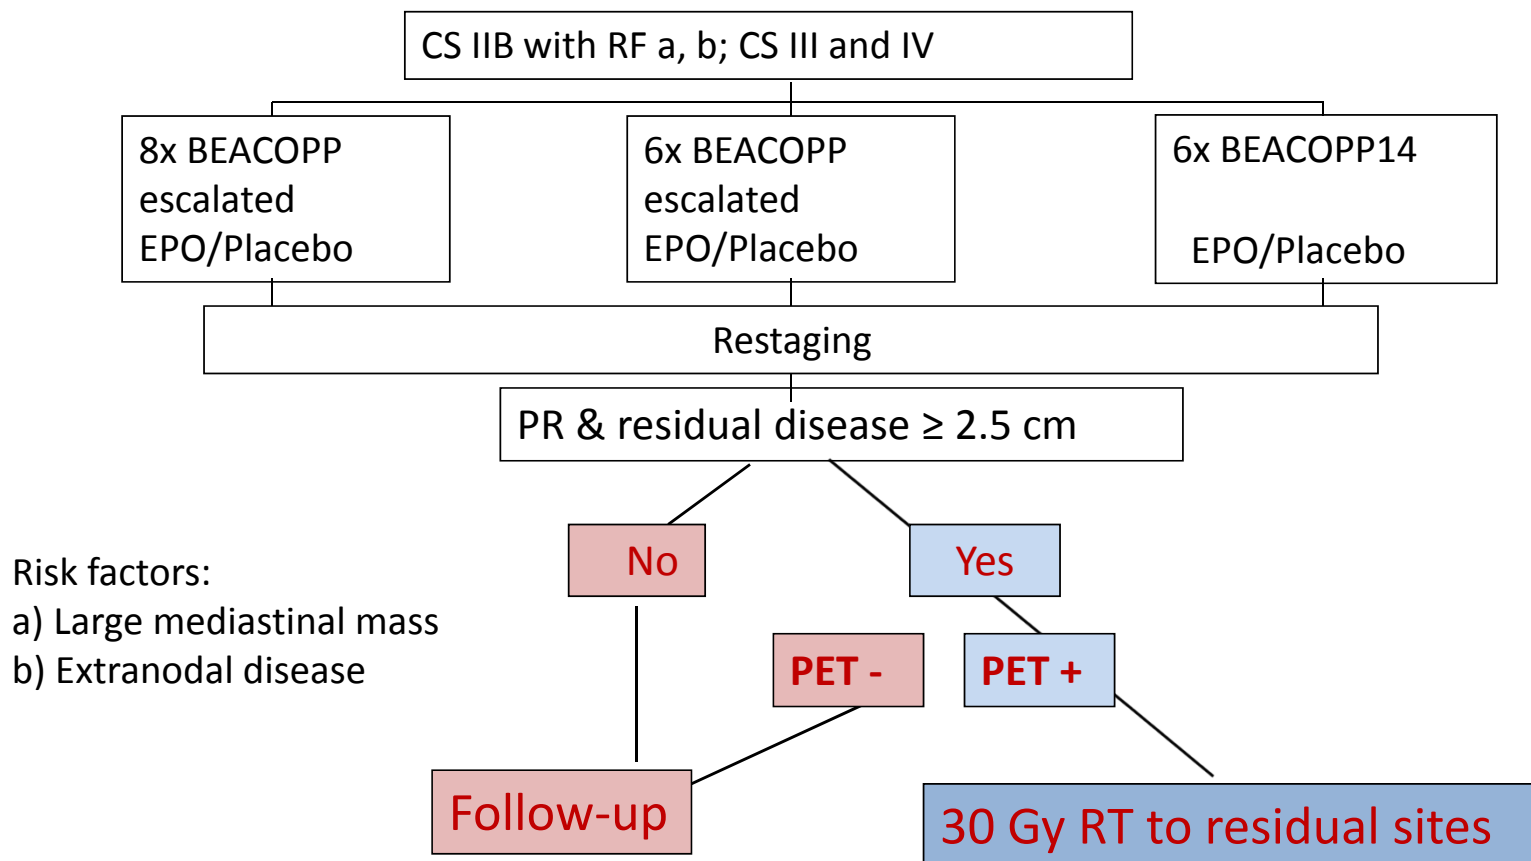 CS IIB with RF a, b; CS III and IV
8x BEACOPP
escalated
EPO/Placebo
6x BEACOPP
escalated
EPO/Placebo
6x BEACOPP14
EPO/Placebo
Restaging
PR & residual disease ≥ 2.5 cm
No
Yes
Risk factors:
a) Large mediastinal mass
b) Extranodal disease
PET -
PET +
Follow-up
30 Gy RT to residual sites